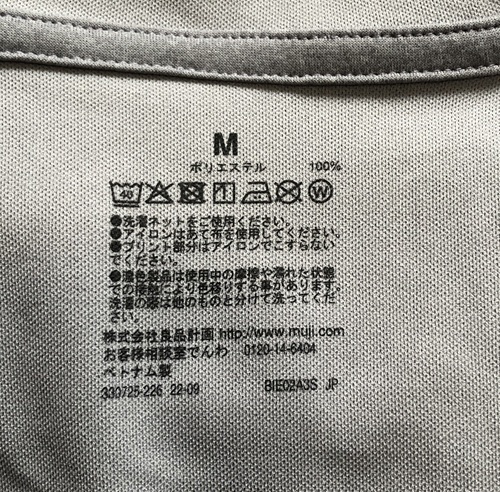 M
ポリエステル 100%
40
W
●洗濯ネットをご使用ください。
●アイロンはあて布を使用してください。
●プリント部分はアイロンでこすらない
でください。
●濃色製品は使用中の摩擦や濡れた状態
での接触により色移りする事があります。
洗濯の際は他のものと分けて洗ってくだ
さい。
株式会社良品計画 http://www.muji.com
お客様相談室でんわ 0120-14-6404
ベトナム製
330725-226 22-09 BIE02A3S JP